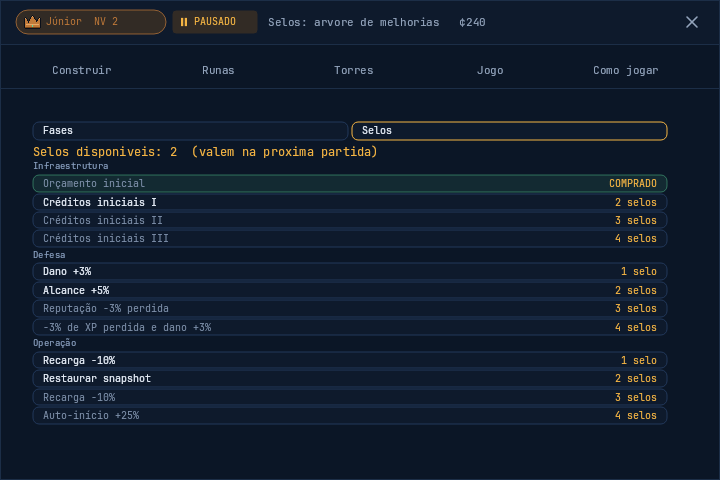 Júnior NV 2 PAUSADO Selos: arvore de melhorias $240
Construir Runas Torres Jogo Como jogar
Fases Selos
Selos disponiveis: 2 (valem na proxima partida)
Infraestrutura
Orçamento inicial COMPRADO
Créditos iniciais I 2 selos
Créditos iniciais II 3 selos
Créditos iniciais III 4 selos
Defesa
Dano +3% 1 selo
Alcance +5% 2 selos
Reputação -3% perdida 3 selos
-3% de XP perdida e dano +3% 4 selos
Operação
Recarga -10% 1 selo
Restaurar snapshot 2 selos
Recarga -10% 3 selos
Auto-início +25% 4 selos